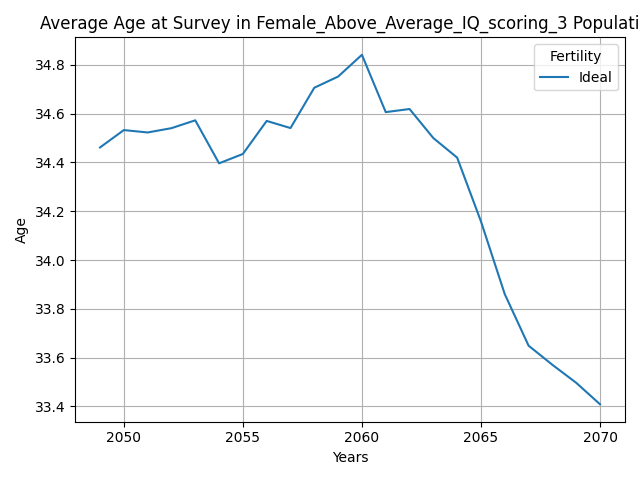 Average Age at Survey in Female_Above_Average_IQ_scoring_3 Populati
Fertility
Ideal
34.8
34.6
34.4
34.2
34.0
33.8
33.6
33.4
Age
2050 2055 2060 2065 2070
Years